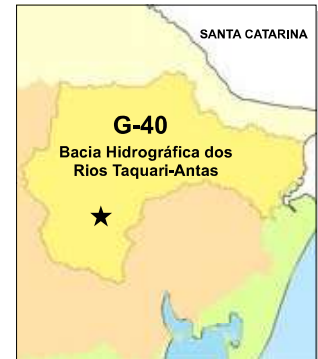 SANTA CATARINA
G-40
Bacia Hidrográfica dos
Rios Taquari-Antas